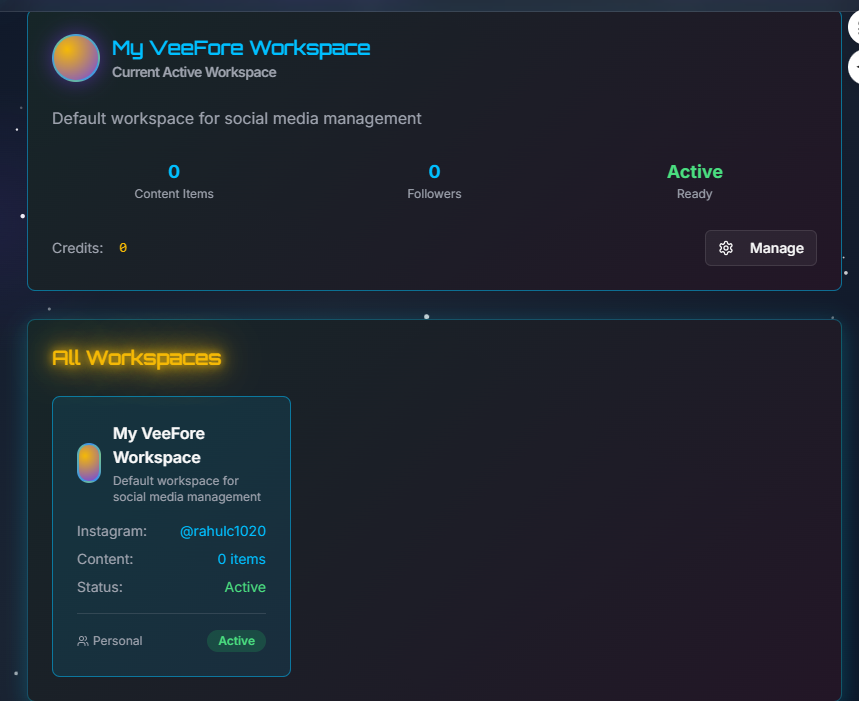 My VeeFore Workspace
Current Active Workspace
Default workspace for social media management
0 0 Active
Content Items Followers Ready
Credits: 0 Manage
All Workspaces
My VeeFore
Workspace
Default workspace for
social media management
Instagram: @rahulc1020
Content: 0 items
Status: Active
Personal Active